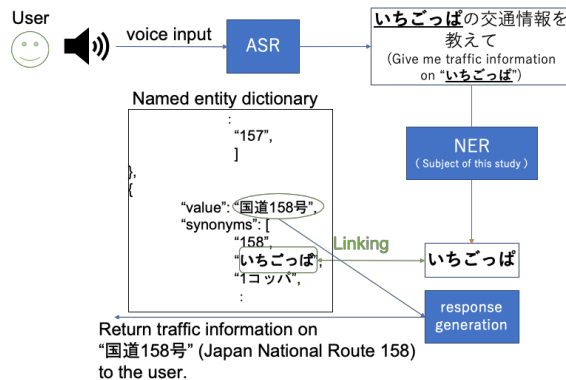 User
voice input
ASR
いちごっぱの交通情報を
教えて
(Give me traffic information
on “いちごっぱ”)
Named entity dictionary
:
“157”,
]
},
{
“value”: “国道158号”,
“synonyms”: [
“158”,
“いちごっぱ”,
“1コッパ”,
:
NER
( Subject of this study )
Linking
いちごっぱ
response
generation
Return traffic information on
“国道158号” (Japan National Route 158)
to the user.